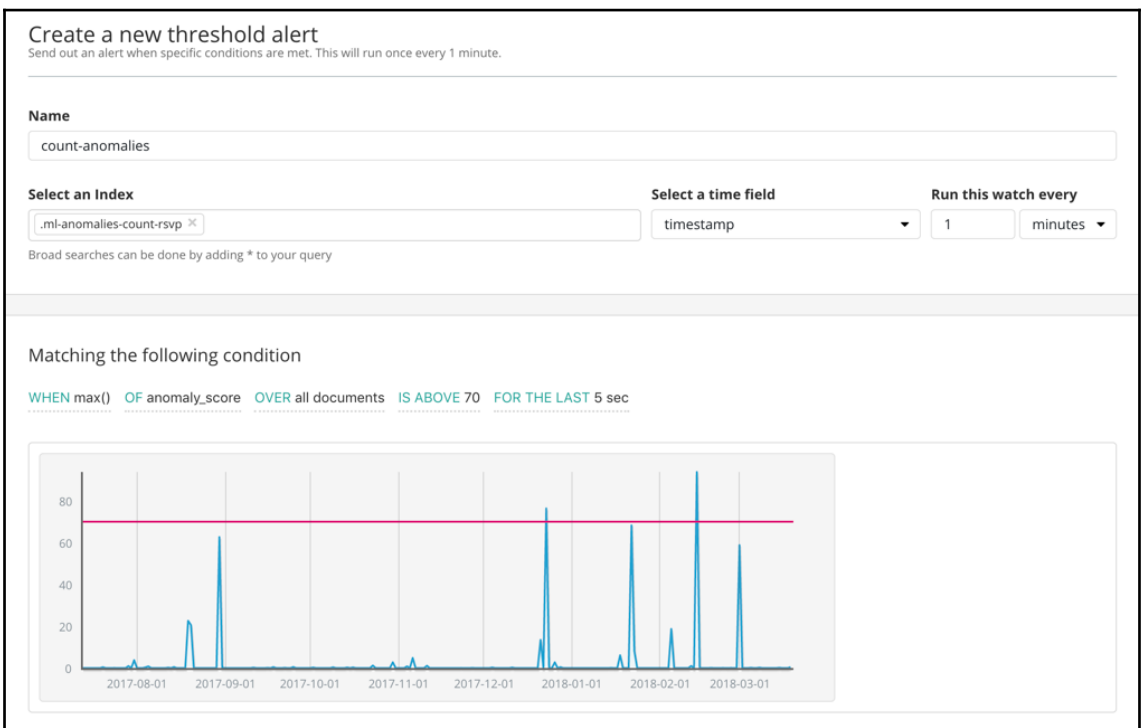 Create a new threshold alert
Send out an alert when specific conditions are met. This will run once every 1 minute.
Name
count-anomalies
Select an Index Select a time field Run this watch every
.ml-anomalies-count-rsvp × timestamp 1 minutes
Broad searches can be done by adding * to your query
Matching the following condition
WHEN max() OF anomaly_score OVER all documents IS ABOVE 70 FOR THE LAST 5 sec
80
60
40
20
0
2017-08-01 2017-09-01 2017-10-01 2017-11-01 2017-12-01 2018-01-01 2018-02-01 2018-03-01